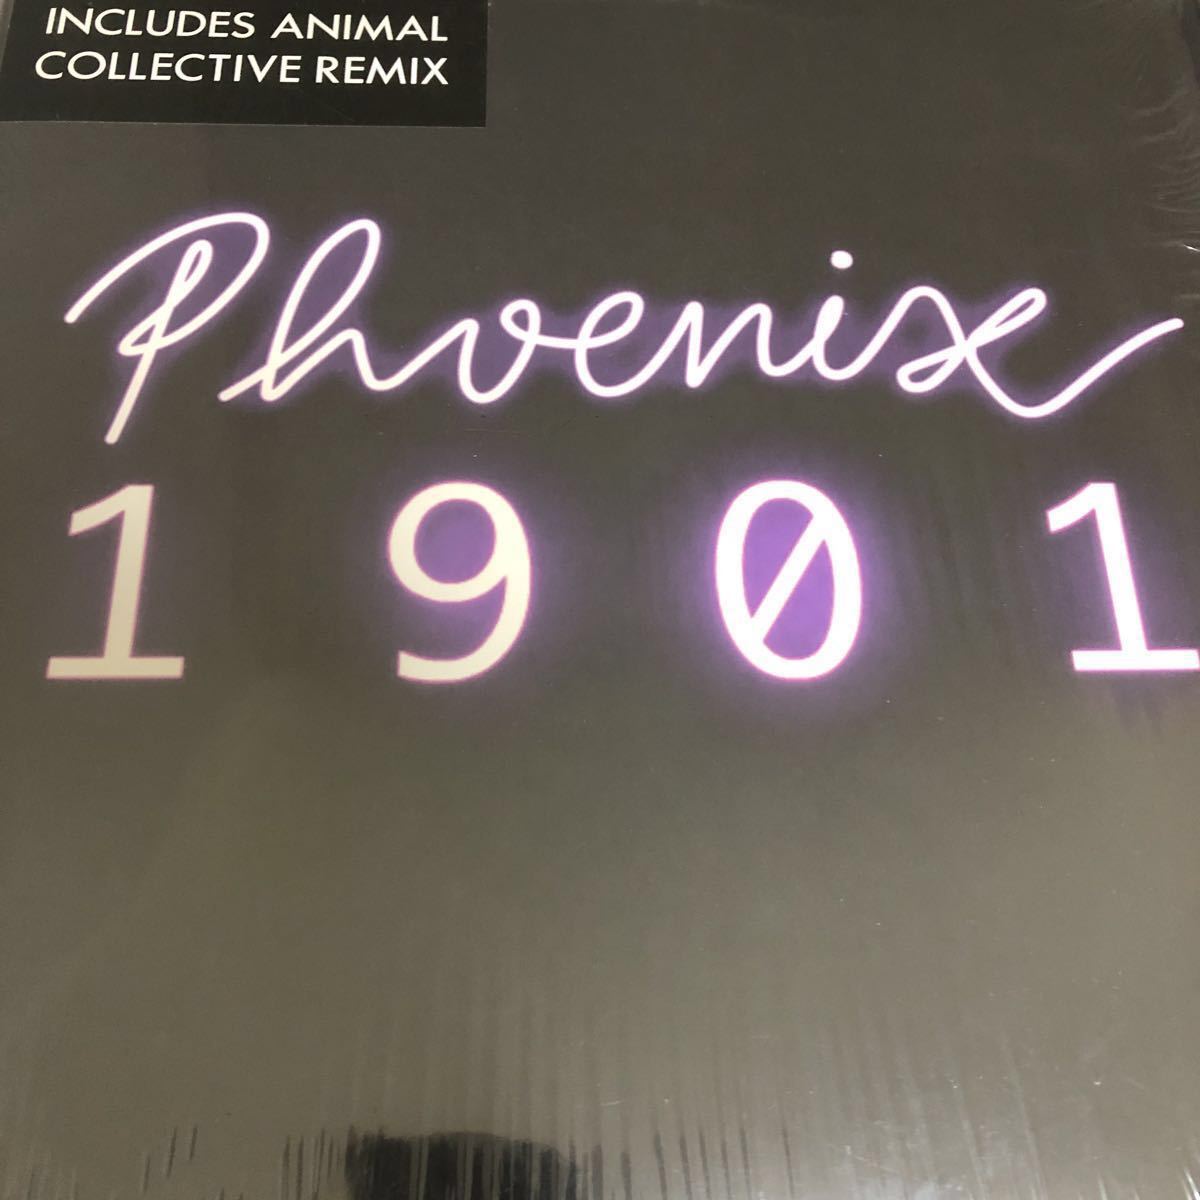 INCLUDES ANIMAL
COLLECTIVE REMIX
Phoenix
1901